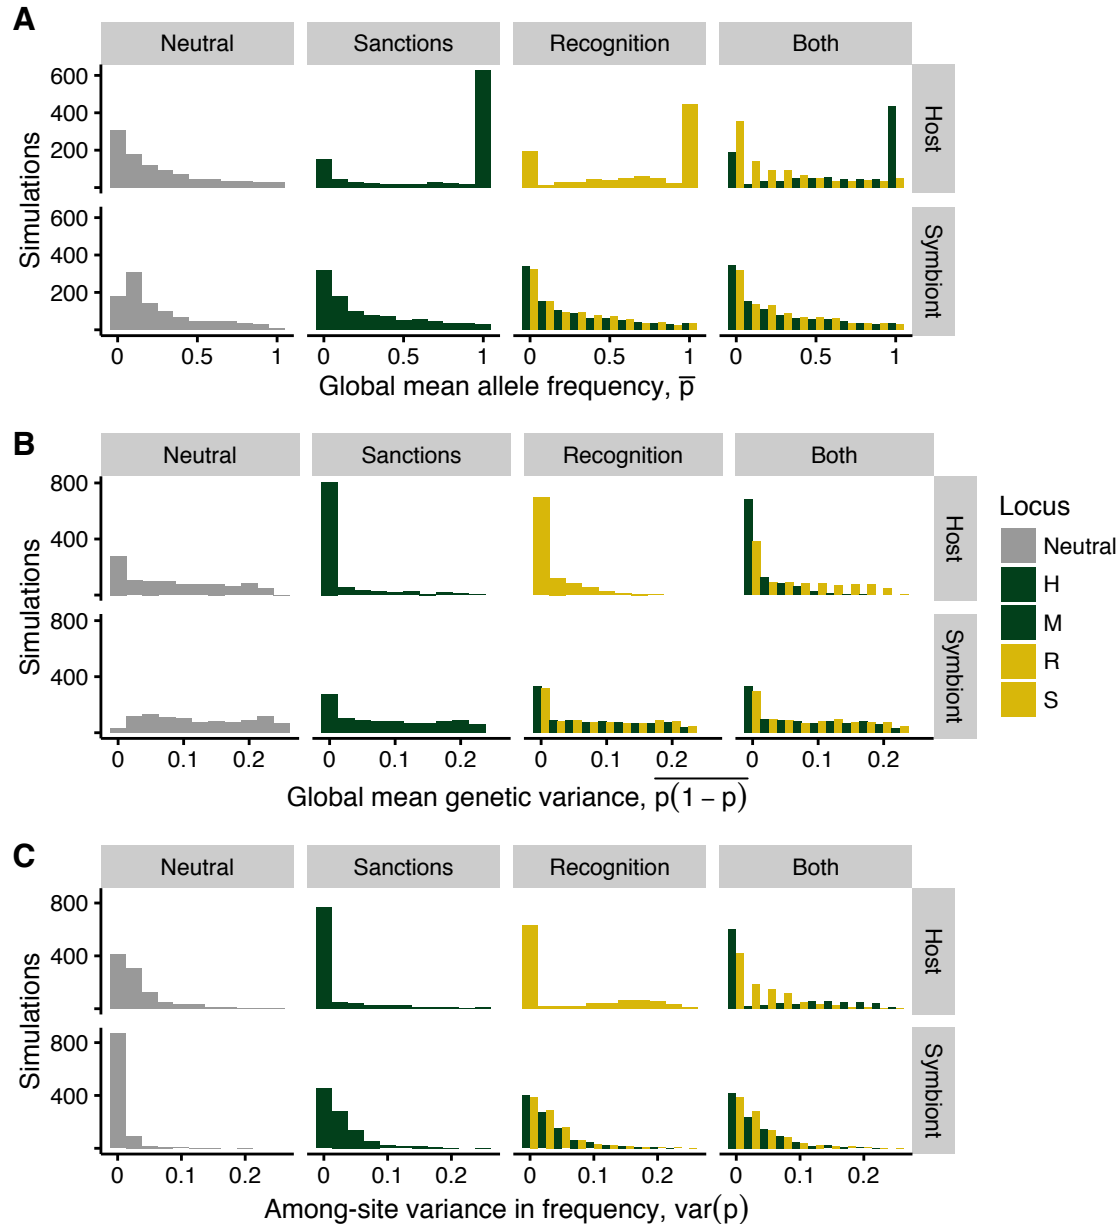 A
Neutral Sanctions Recognition Both
Simulations
600
400
200
Host
600
400
200
Symbiont
0 0.5 1 0 0.5 1 0 0.5 1 0 0.5 1
Global mean allele frequency, p̅
B
Neutral Sanctions Recognition Both
Simulations
800
400
Host
Simulations
800
400
Symbiont
0 0.1 0.2 0 0.1 0.2 0 0.1 0.2 0 0.1 0.2
Global mean genetic variance, p(1 − p)
Locus
Neutral
H
M
R
S
C
Neutral Sanctions Recognition Both
Simulations
800
400
Host
Simulations
800
400
Symbiont
0 0.1 0.2 0 0.1 0.2 0 0.1 0.2 0 0.1 0.2
Among-site variance in frequency, var(p)